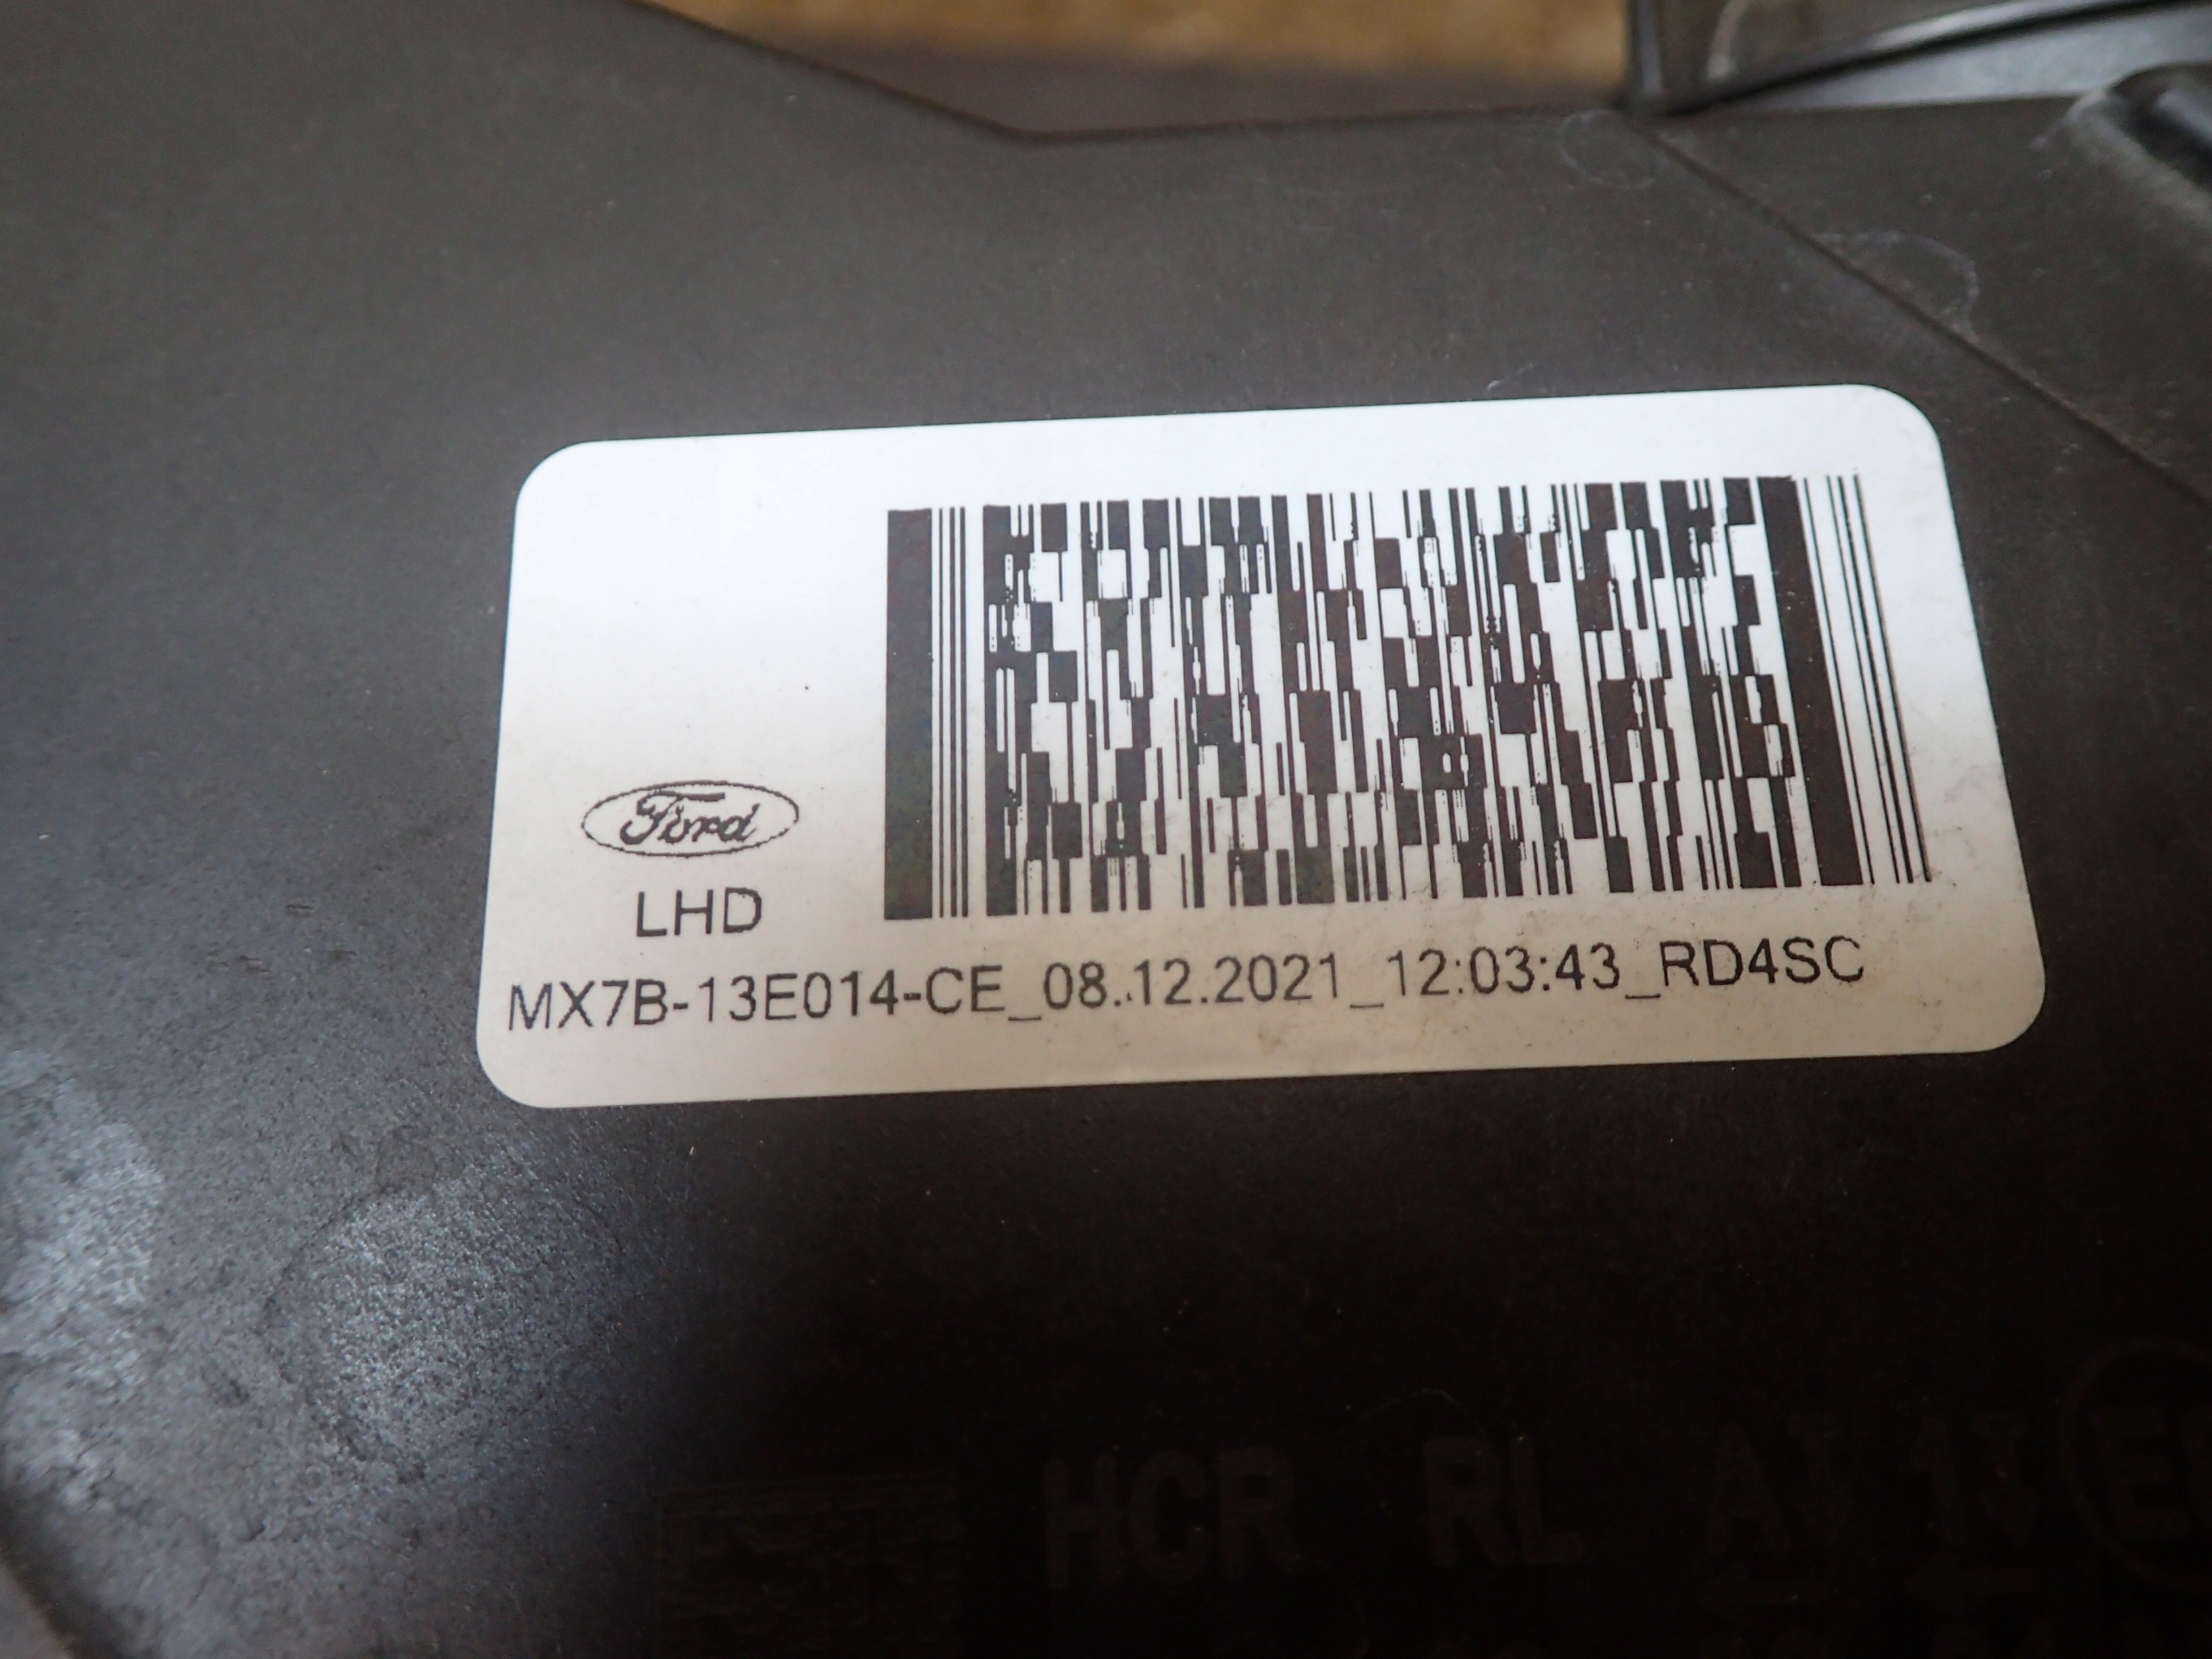 Ford
LHD
MX7B-13E014-CE_08.12.2021_12:03:43_RD4SC
HCR RL